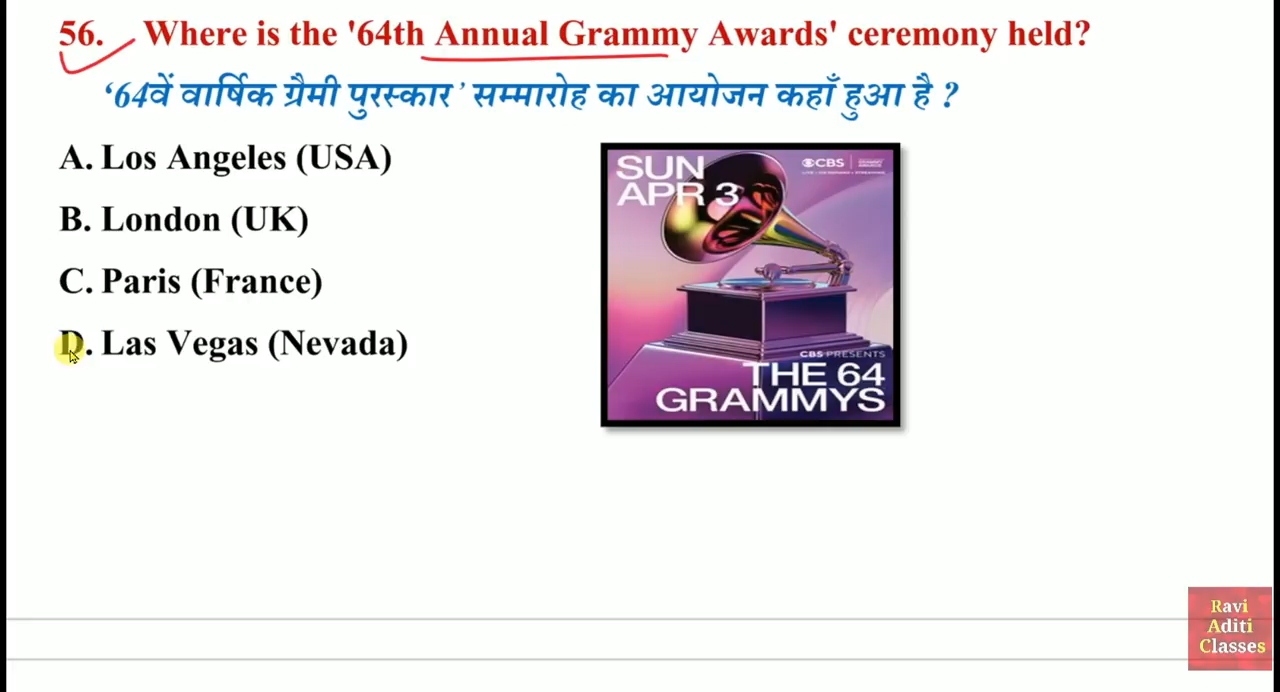 56. Where is the '64th Annual Grammy Awards' ceremony held?
‘64वें वार्षिक ग्रैमी पुरस्कार’ सम्मारोह का आयोजन कहाँ हुआ है ?
A. Los Angeles (USA)
B. London (UK)
C. Paris (France)
D. Las Vegas (Nevada)
SUN
APR 3
CBS
CBS PRESENTS
THE 64
GRAMMYS
Ravi
Aditi
Classes